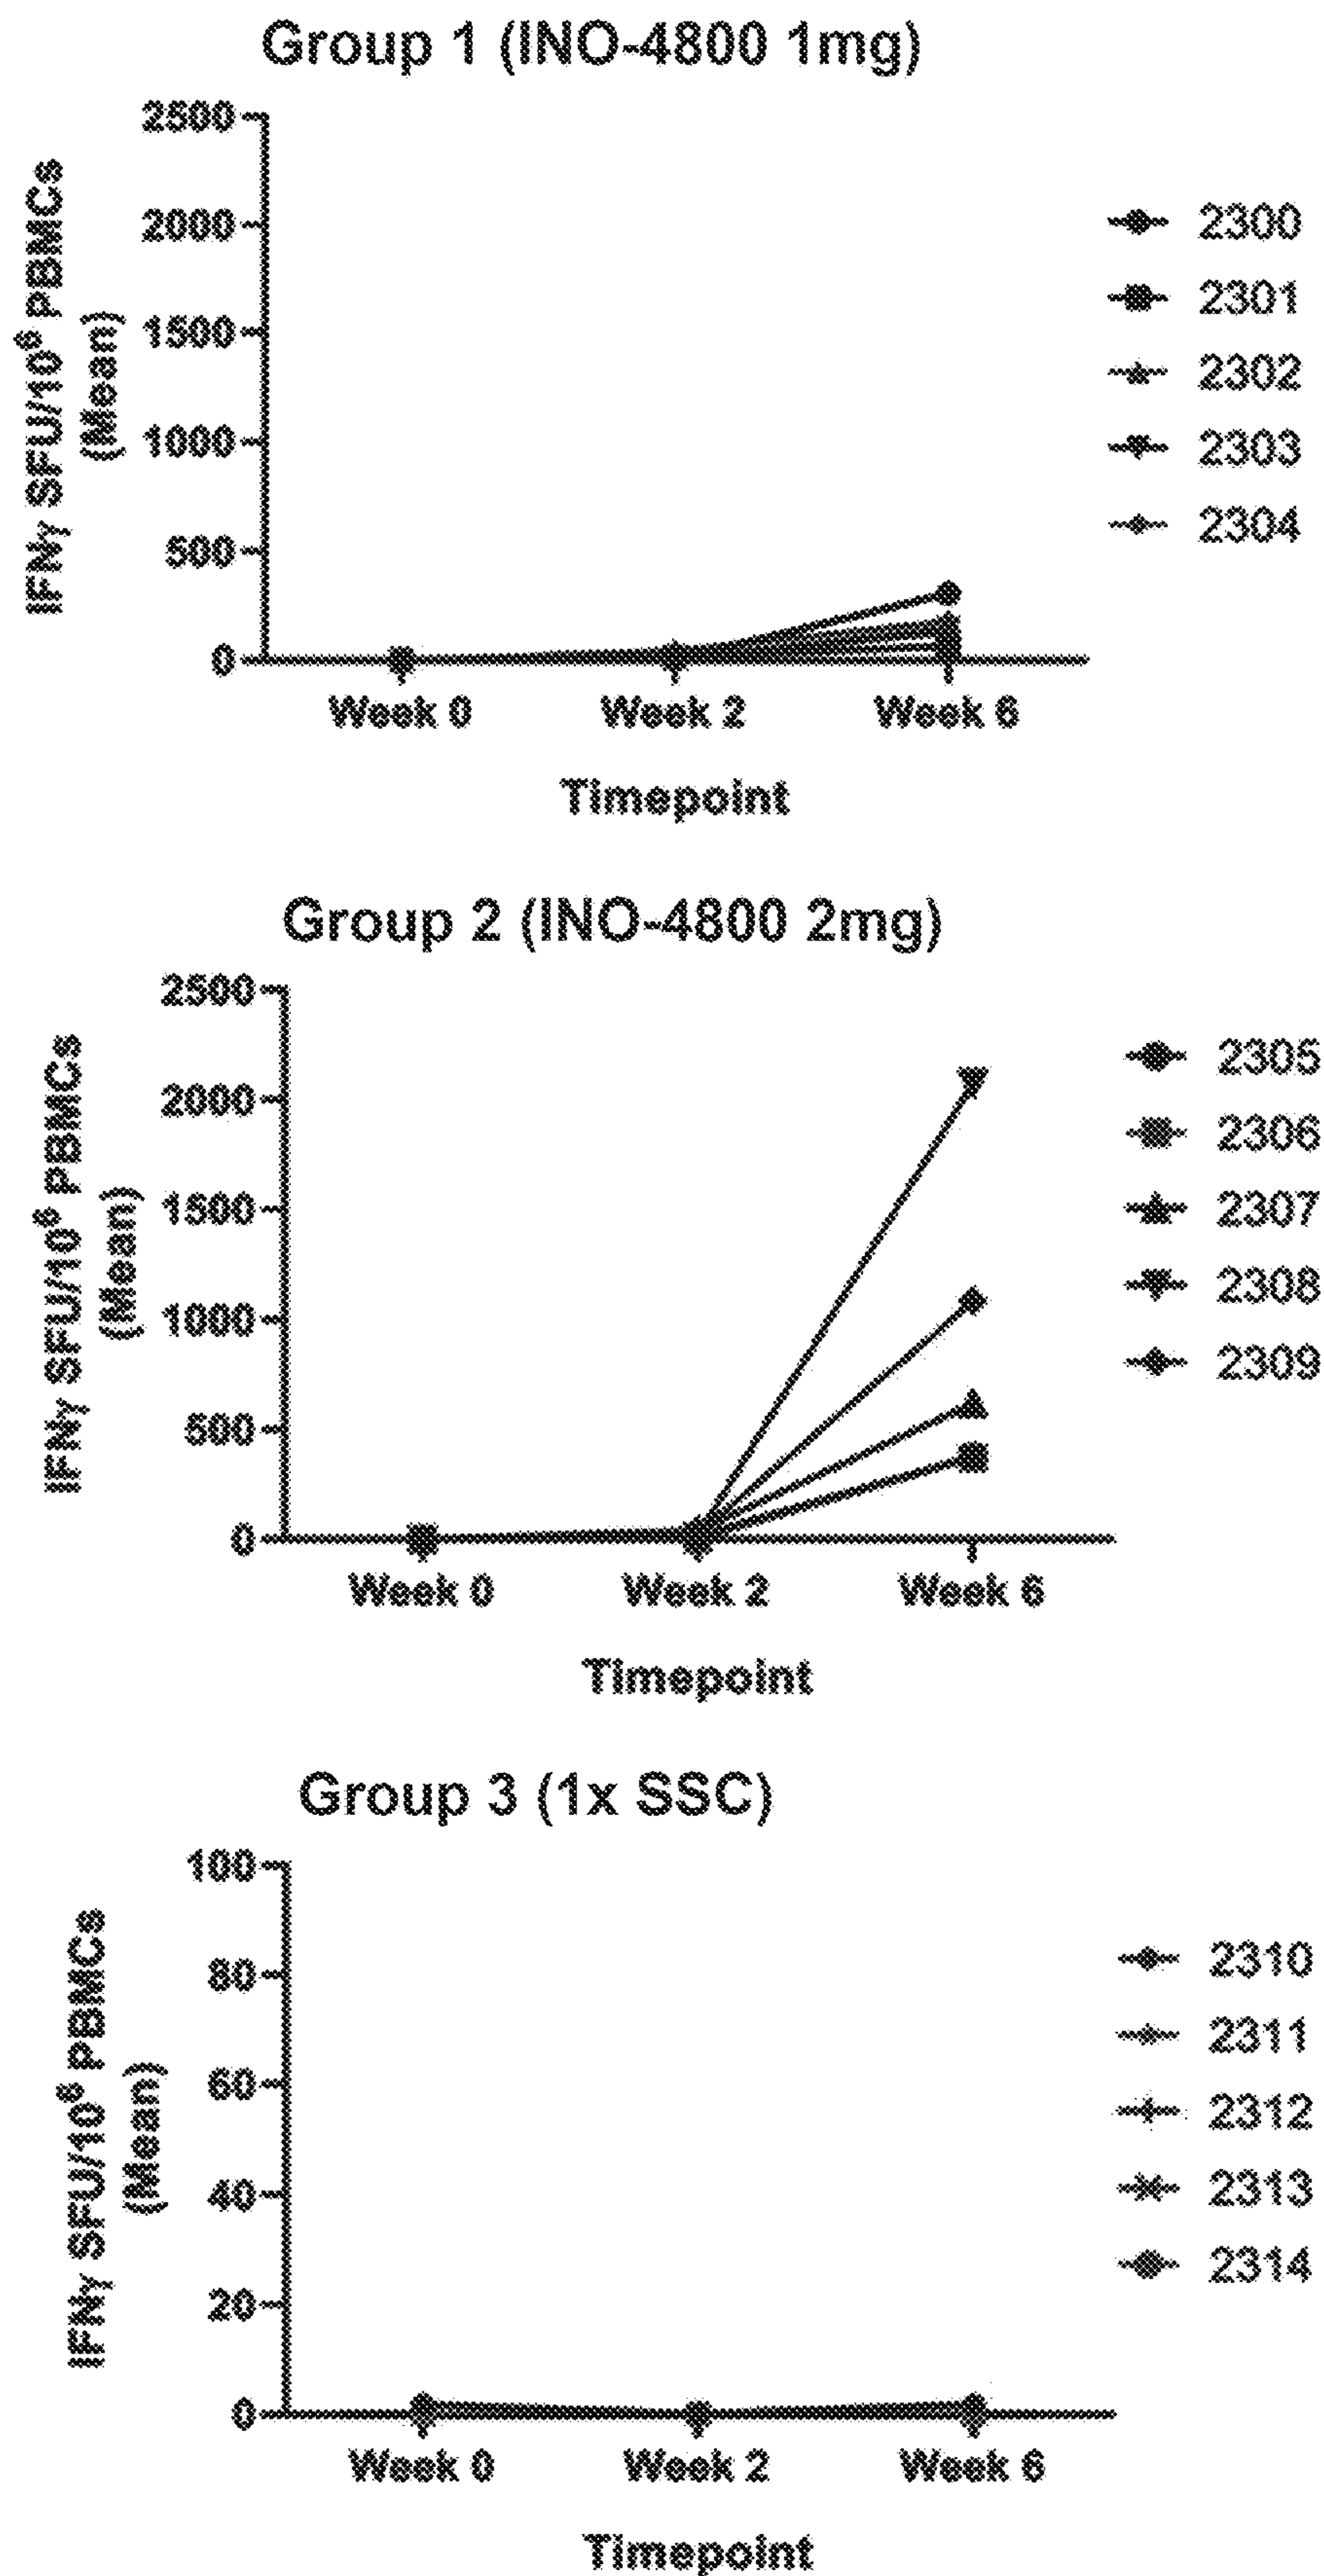 Group 1 (INO-4800 1mg)
IFNγ SFU/10⁶ PBMCs
(Mean)
2500
2000
1500
1000
500
0
Week 0 Week 2 Week 6
Timepoint
2300
2301
2302
2303
2304
Group 2 (INO-4800 2mg)
IFNγ SFU/10⁶ PBMCs
(Mean)
2500
2000
1500
1000
500
0
Week 0 Week 2 Week 6
Timepoint
2305
2306
2307
2308
2309
Group 3 (1x SSC)
IFNγ SFU/10⁶ PBMCs
(Mean)
100
80
60
40
20
0
Week 0 Week 2 Week 6
Timepoint
2310
2311
2312
2313
2314